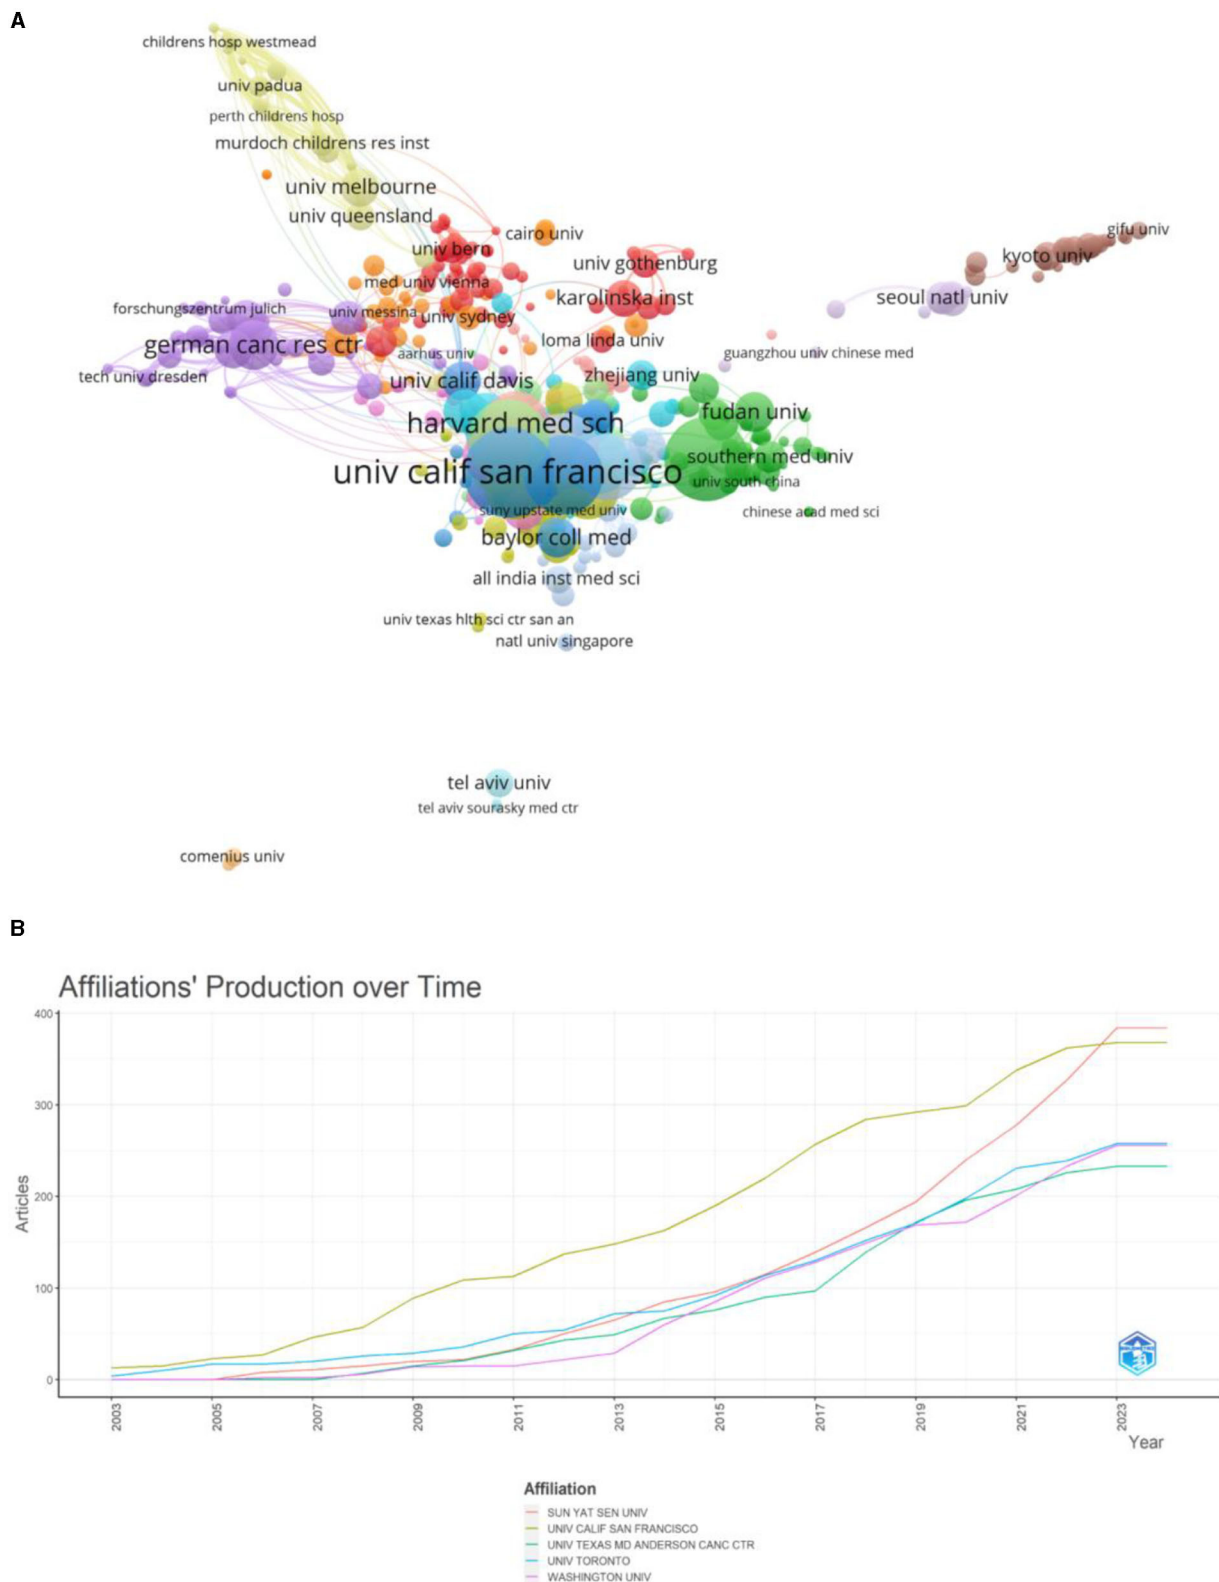 A
childrens hosp westmead
univ padua
perth childrens hosp
murdoch childrens res inst
univ melbourne
univ queensland
cairo univ
gifu univ
univ bern
kyoto univ
univ gothenburg
med univ vienna
karolinska inst
seoul natl univ
forschungszentrum julich
univ messina
univ sydney
german canc res ctr
loma linda univ
aarhus univ
guangzhou univ chinese med
tech univ dresden
univ calif davis
zhejiang univ
fudan univ
harvard med sch
southern med univ
univ calif san francisco
univ south china
suny upstate med univ
chinese acad med sci
baylor coll med
all india inst med sci
univ texas hlth sci ctr san an
natl univ singapore
tel aviv univ
tel aviv sourasky med ctr
comenius univ
B
Affiliations' Production over Time
400
300
200
100
0
Articles
2003
2005
2007
2009
2011
2013
2015
2017
2019
2021
2023
Year
Affiliation
SUN YAT SEN UNIV
UNIV CALIF SAN FRANCISCO
UNIV TEXAS MD ANDERSON CANC CTR
UNIV TORONTO
WASHINGTON UNIV